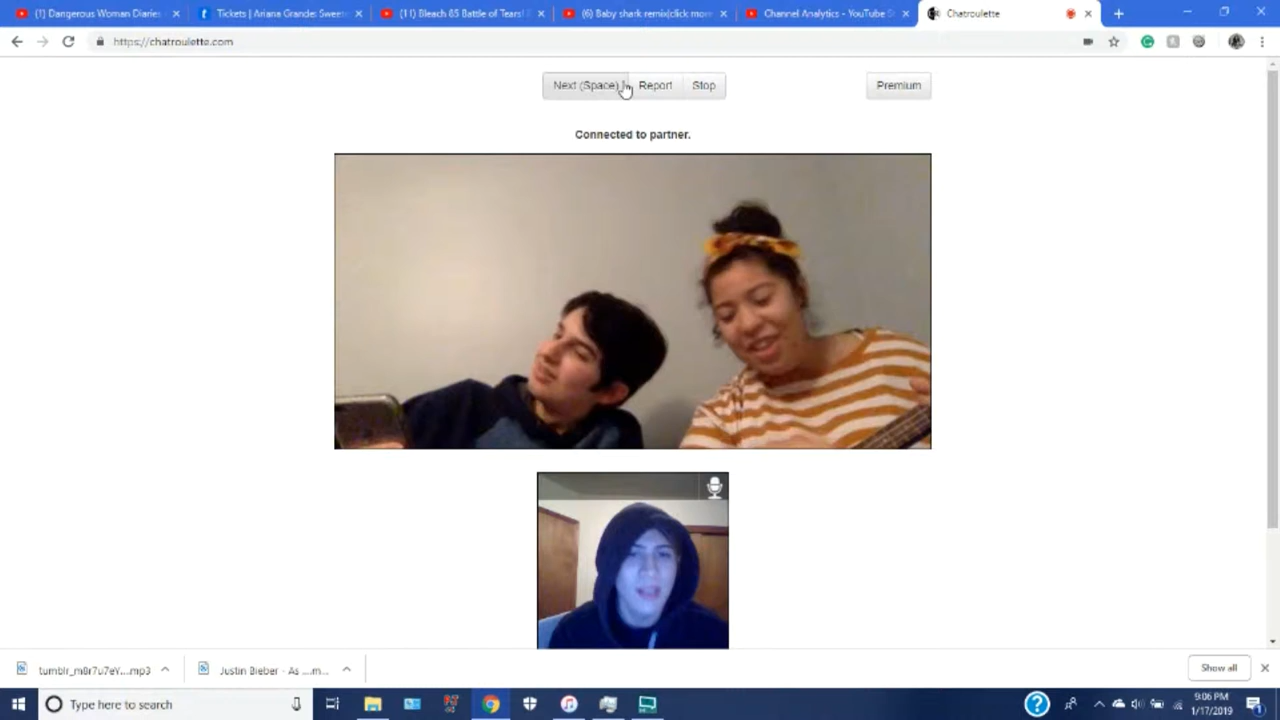 (1) Dangerous Woman Diaries
Tickets | Ariana Grande: Sweet
(11) Bleach 65 Battle of Tears!
(6) Baby shark remix(click mor
Channel Analytics - YouTube S
Chatroulette
https://chatroulette.com
Next (Space)
Report
Stop
Premium
Connected to partner.
tumblr_m8r7u7eY....mp3
Justin Bieber - As ....m...
Show all
Type here to search
9:06 PM
1/17/2019